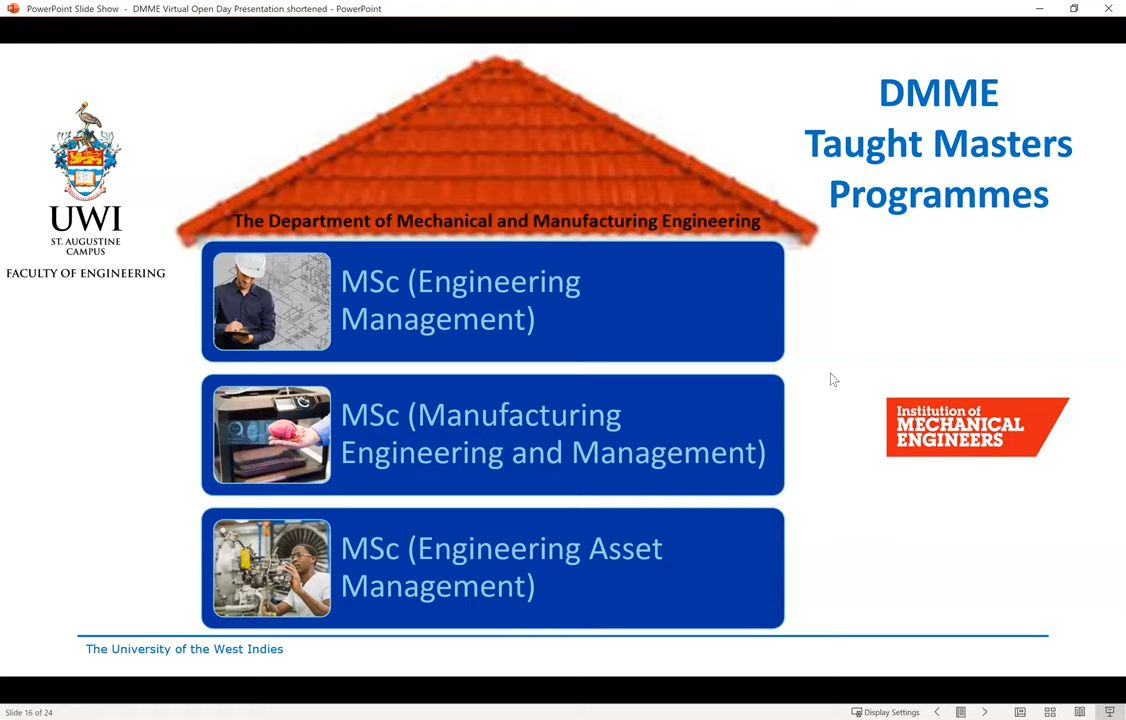 PowerPoint Slide Show - DMME Virtual Open Day Presentation shortened - PowerPoint
DMME
Taught Masters
Programmes
UWI
ST. AUGUSTINE
CAMPUS
FACULTY OF ENGINEERING
The Department of Mechanical and Manufacturing Engineering
MSc (Engineering
Management)
MSc (Manufacturing
Engineering and Management)
MSc (Engineering Asset
Management)
Institution of
MECHANICAL
ENGINEERS
The University of the West Indies
Slide 16 of 24
Display Settings